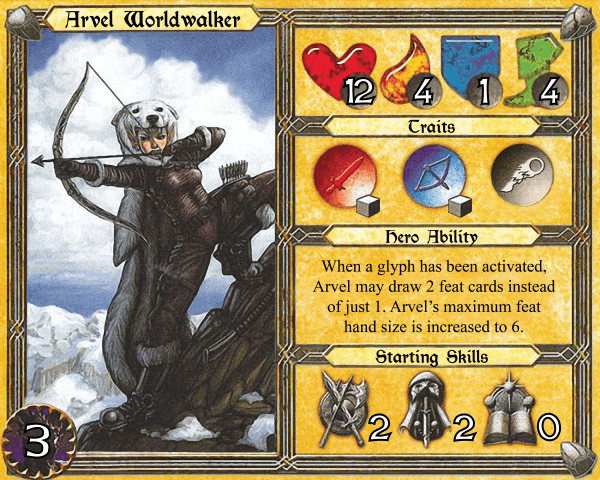 Arvel Worldwalker
12 4 1 4
Traits
Hero Ability
When a glyph has been activated,
Arvel may draw 2 feat cards instead
of just 1. Arvel's maximum feat
hand size is increased to 6.
Starting Skills
2 2 0
3